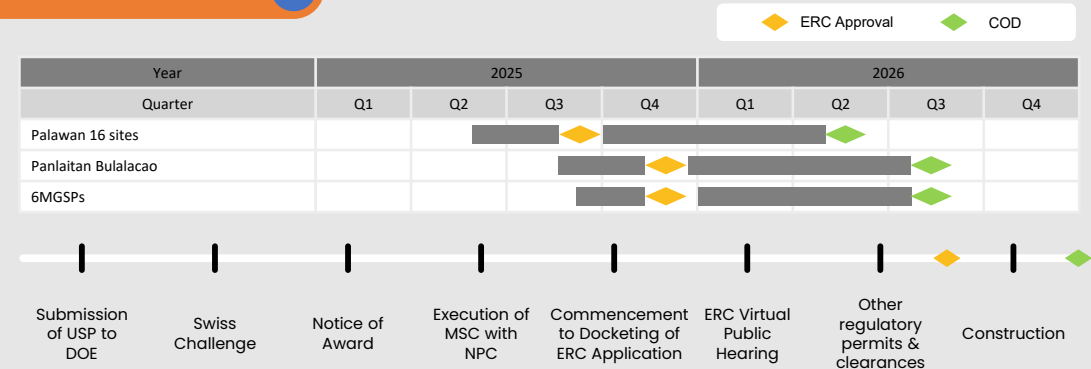 ERC Approval
COD
Year 2025 2026
Quarter Q1 Q2 Q3 Q4 Q1 Q2 Q3 Q4
Palawan 16 sites
Panlaitan Bulalacao
6MGSPs
Submission
of USP to
DOE
Swiss
Challenge
Notice of
Award
Execution of
MSC with
NPC
Commencement
to Docketing of
ERC Application
ERC Virtual
Public
Hearing
Other
regulatory
permits &
clearances
Construction